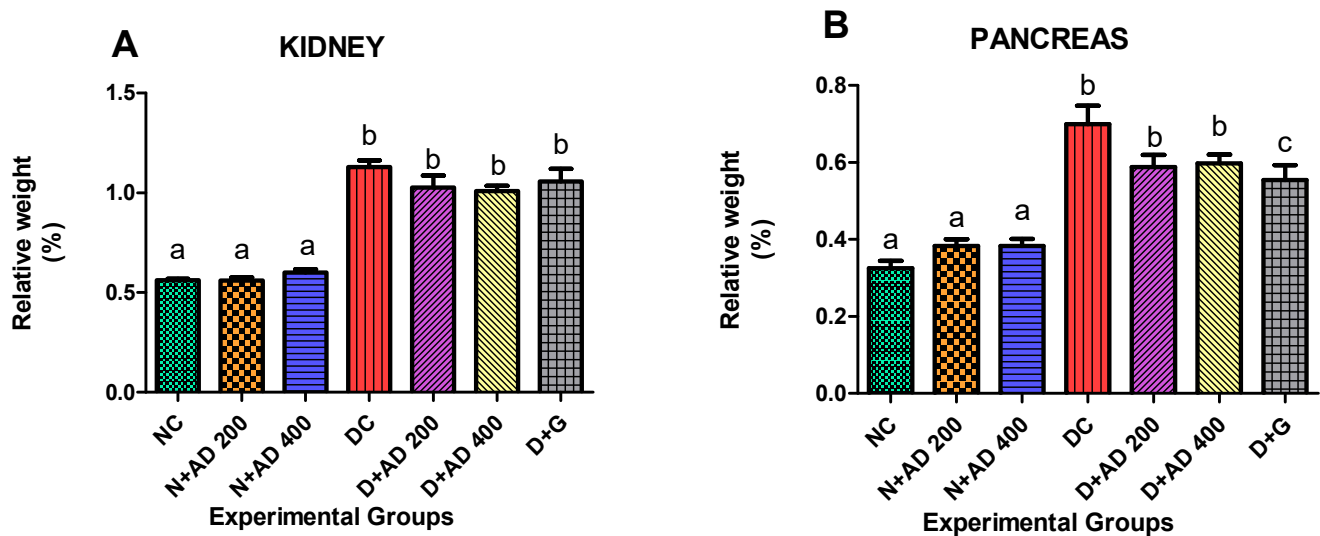 A
KIDNEY
Relative weight
(%)
1.5
1.0
0.5
0.0
a
a
a
b
b
b
b
NC
N+AD 200
N+AD 400
DC
D+AD 200
D+AD 400
D+G
Experimental Groups
B
PANCREAS
Relative weight
(%)
0.8
0.6
0.4
0.2
0.0
a
a
a
b
b
b
c
NC
N+AD 200
N+AD 400
DC
D+AD 200
D+AD 400
D+G
Experimental Groups